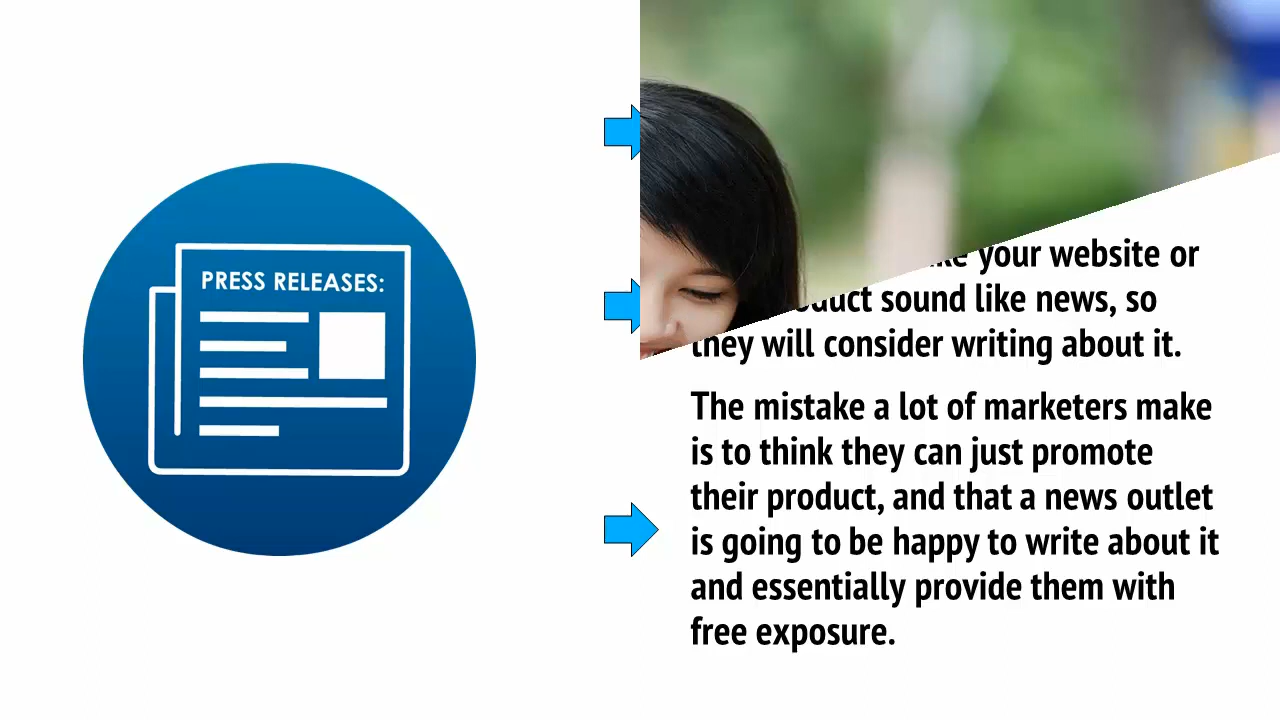 PRESS RELEASES:
your website or
sound like news, so
they will consider writing about it.
The mistake a lot of marketers make
is to think they can just promote
their product, and that a news outlet
is going to be happy to write about it
and essentially provide them with
free exposure.